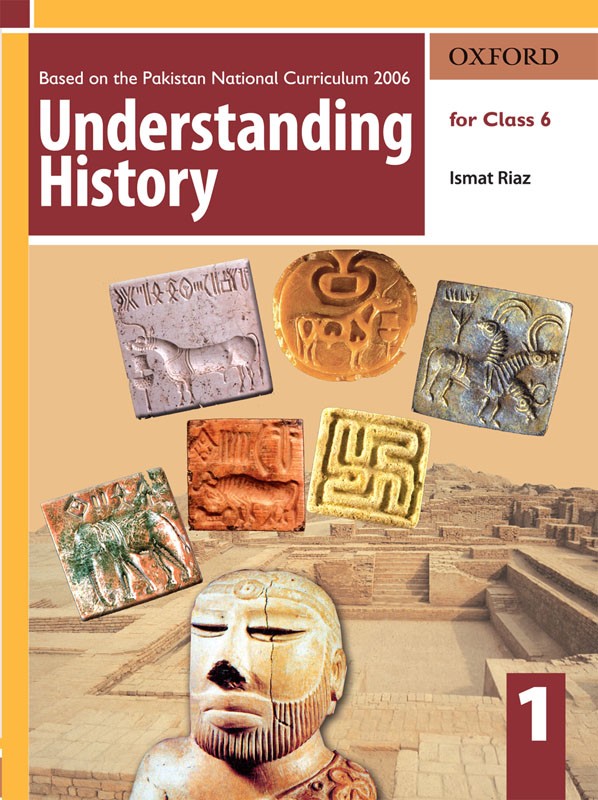 Based on the Pakistan National Curriculum 2006
Understanding
History
OXFORD
for Class 6
Ismat Riaz
1